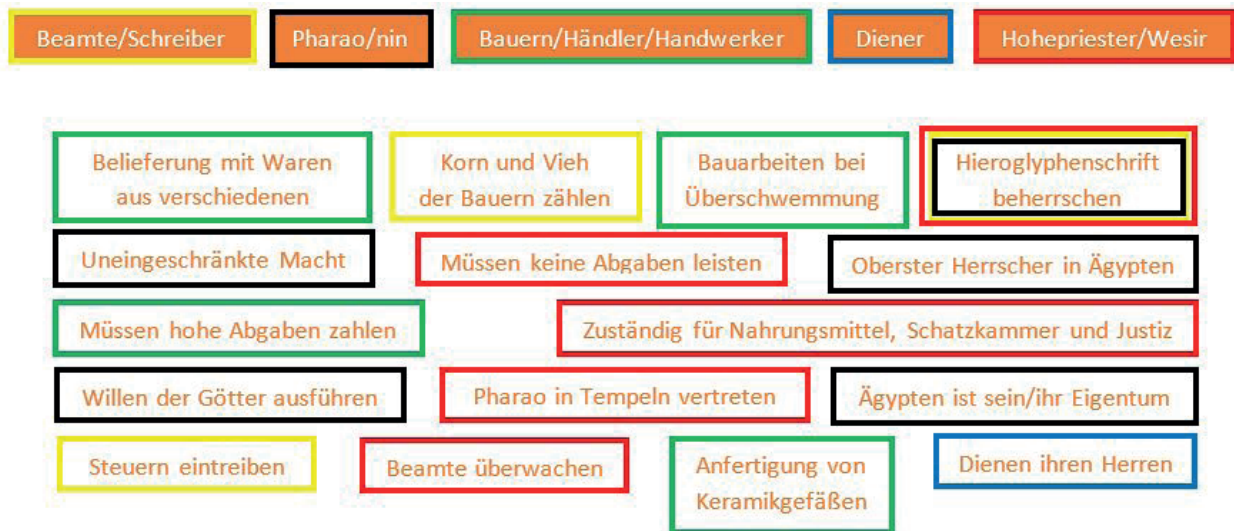 Beamte/Schreiber
Pharao/nin
Bauern/Händler/Handwerker
Diener
Hohepriester/Wesir
Belieferung mit Waren
aus verschiedenen
Korn und Vieh
der Bauern zählen
Bauarbeiten bei
Überschwemmung
Hieroglyphenschrift
beherrschen
Uneingeschränkte Macht
Müssen keine Abgaben leisten
Oberster Herrscher in Ägypten
Müssen hohe Abgaben zahlen
Zuständig für Nahrungsmittel, Schatzkammer und Justiz
Willen der Götter ausführen
Pharao in Tempeln vertreten
Ägypten ist sein/ihr Eigentum
Steuern eintreiben
Beamte überwachen
Anfertigung von
Keramikgefäßen
Dienen ihren Herren